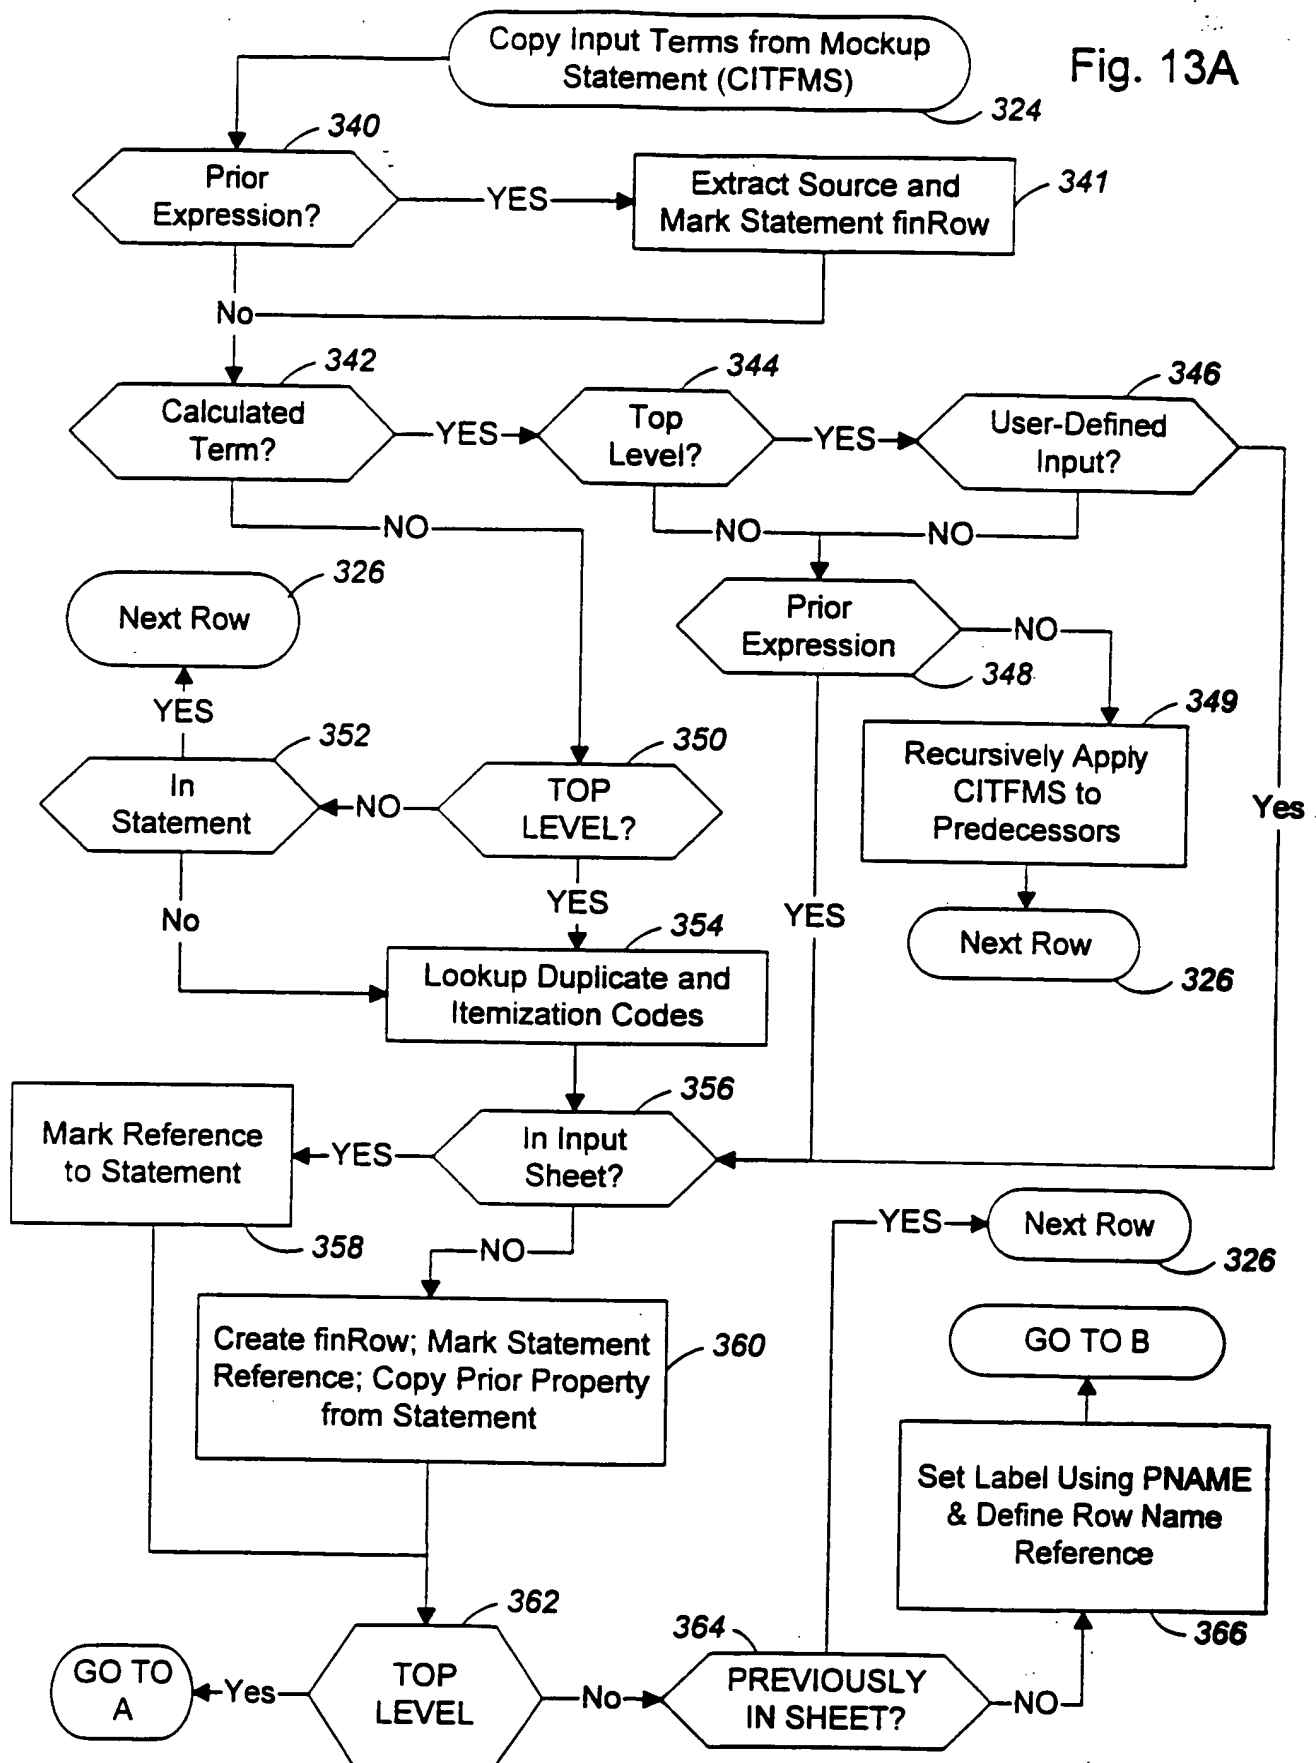 Copy Input Terms from Mockup
Statement (CITFMS)
Fig. 13A
324
340
Prior
Expression?
YES
Extract Source and
Mark Statement finRow
341
No
342
Calculated
Term?
YES
344
Top
Level?
YES
346
User-Defined
Input?
NO
NO
NO
326
Next Row
Prior
Expression
NO
348
YES
352
In
Statement
NO
350
TOP
LEVEL?
349
Recursively Apply
CITFMS to
Predecessors
Yes
No
YES
YES
354
Lookup Duplicate and
Itemization Codes
Next Row
326
356
Mark Reference
to Statement
YES
In Input
Sheet?
358
NO
YES
Next Row
326
Create finRow; Mark Statement
Reference; Copy Prior Property
from Statement
360
GO TO B
Set Label Using PNAME
& Define Row Name
Reference
366
362
GO TO
A
Yes
TOP
LEVEL
No
364
PREVIOUSLY
IN SHEET?
NO